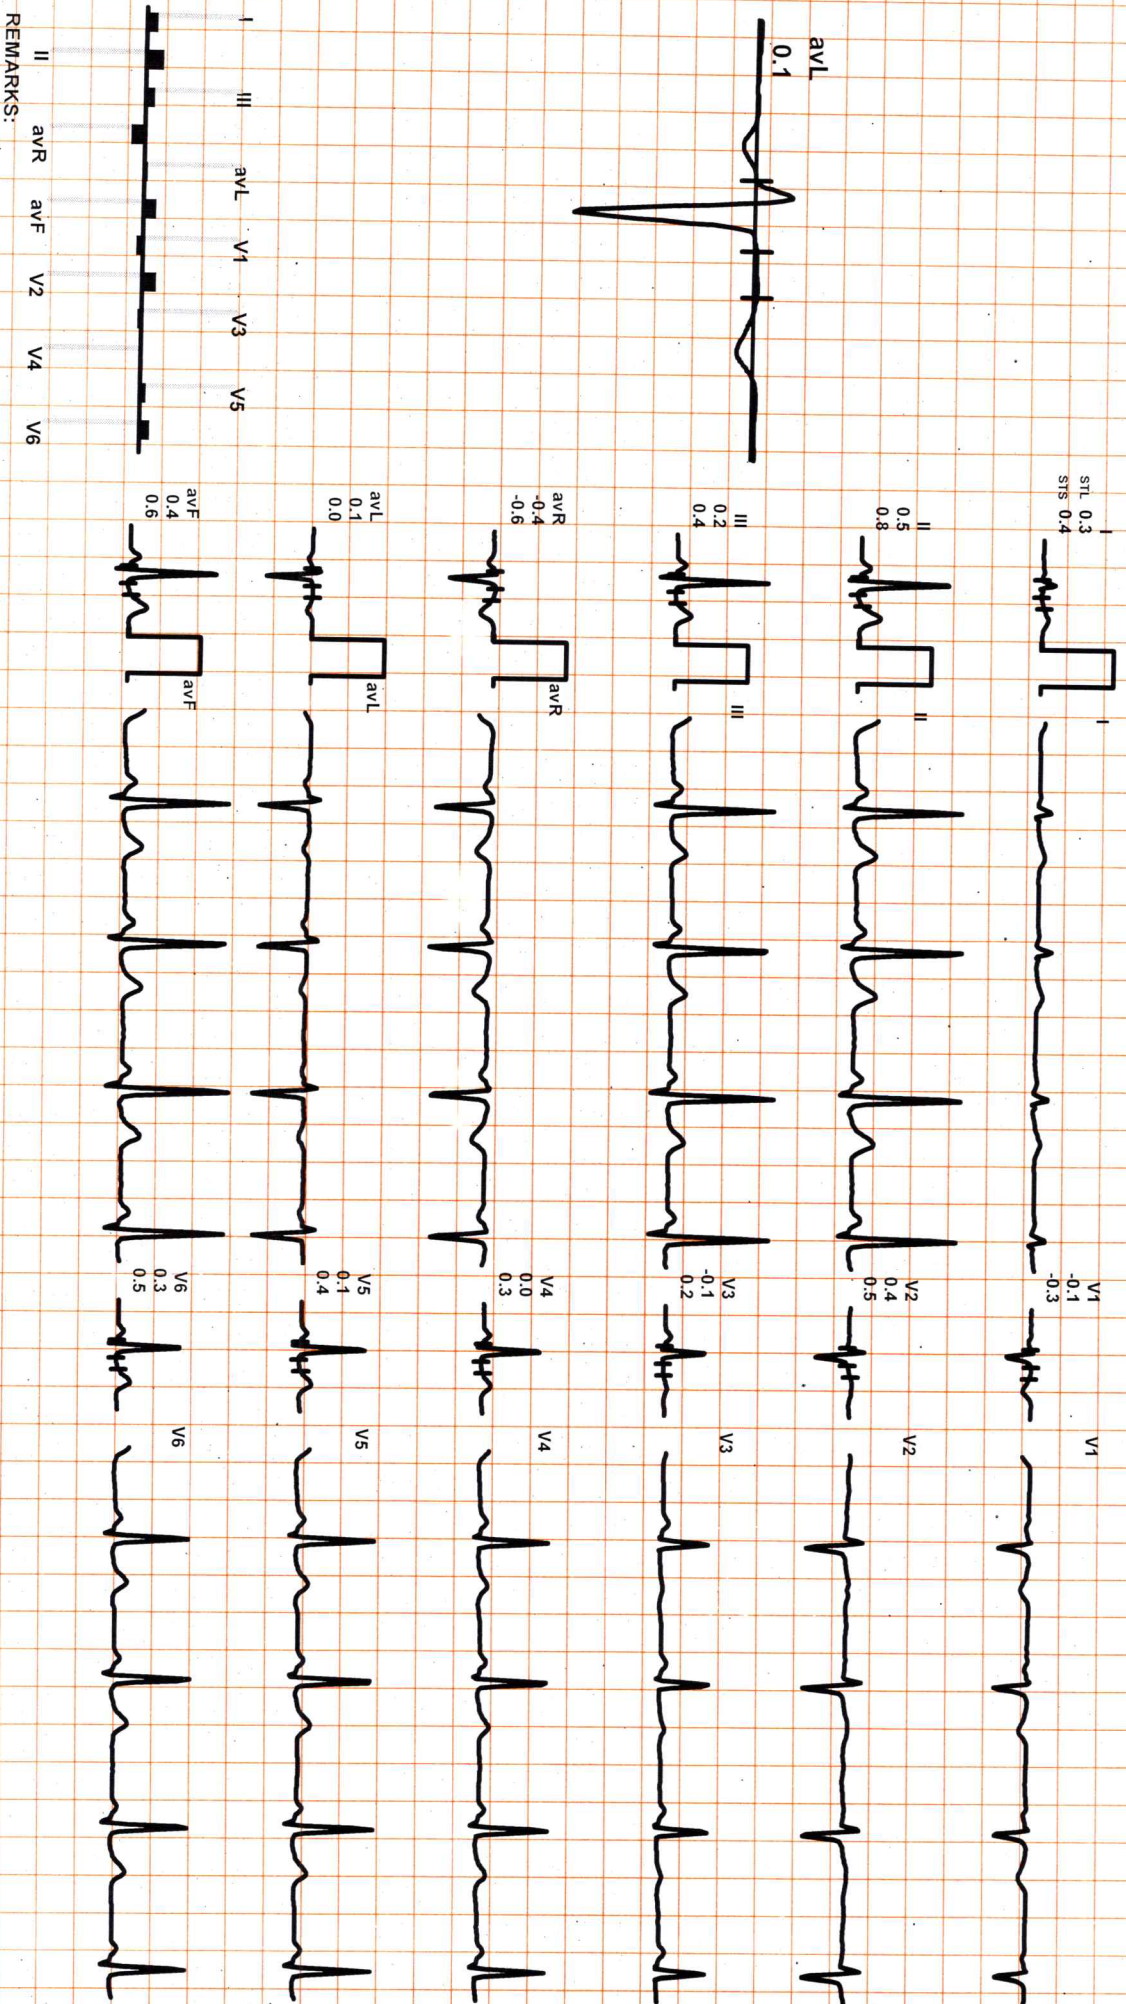 avL
0.1
I III avL V1 V3 V5
II avR avF V2 V4 V6
REMARKS:
I
STL 0.3
STS 0.4
I
V1
-0.1
-0.3
V1
II
0.5
0.8
II
V2
0.4
0.5
V2
III
0.2
0.4
III
V3
-0.1
0.2
V3
avR
-0.4
-0.6
avR
V4
0.0
0.3
V4
avL
0.1
0.0
avL
V5
0.1
0.4
V5
avF
0.4
0.6
avF
V6
0.3
0.5
V6